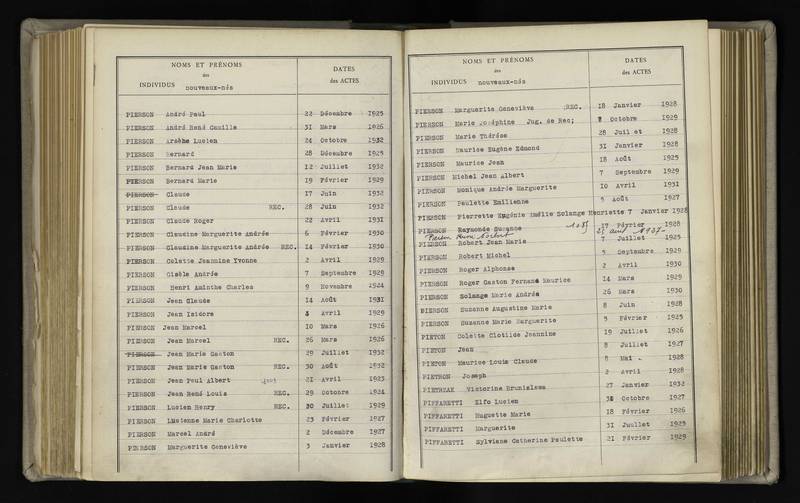 NOMS ET PRÉNOMS DATES
des
INDIVIDUS nouveaux-nés des ACTES
PIERSON André Paul 22 Décembre 1925
PIERSON André René Camille 31 Mars 1926
PIERSON Arsène Lucien 24 Octobre 1932
PIERSON Bernard 28 Décembre 1925
PIERSON Bernard Jean Marie 12 Juillet 1932
PIERSON Bernard Marie 19 Février 1929
PIERSON Claude 17 Juin 1932
PIERSON Claude REC. 28 Juin 1932
PIERSON Claude Roger 22 Avril 1931
PIERSON Claudine Marguerite Andrée 6 Février 1930
PIERSON Claudine Marguerite Andrée REC. 14 Février 1930
PIERSON Colette Jeannine Yvonne 2 Avril 1929
PIERSON Gisèle Andrée 7 Septembre 1929
PIERSON Henri Aminthe Charles 9 Novembre 1924
PIERSON Jean Claude 14 Août 1931
PIERSON Jean Isidore 8 Avril 1929
PIERSON Jean Marcel 10 Mars 1926
PIERSON Jean Marcel REC. 26 Mars 1926
PIERSON Jean Marie Gaston 29 Juillet 1932
PIERSON Jean Marie Gaston REC. 30 Août 1932
PIERSON Jean Paul Albert 21 Avril 1923
PIERSON Jean René Louis REC. 29 Octobre 1924
PIERSON Lucien Henry REC. 30 Juillet 1929
PIERSON Lucienne Marie Charlotte 23 Février 1927
PIERSON Marcel André 2 Décembre 1927
PIERSON Marguerite Geneviève 3 Janvier 1928
NOMS ET PRÉNOMS DATES
des
INDIVIDUS nouveaux-nés des ACTES
PIERSON Marguerite Geneviève REC. 18 Janvier 1928
PIERSON Marie Joséphine Jug. de Rec; Octobre 1929
PIERSON Marie Thérèse 28 Juillet 1928
PIERSON Maurice Eugène Edmond 31 Janvier 1928
PIERSON Maurice Jean 18 Août 1925
PIERSON Michel Jean Albert 7 Septembre 1929
PIERSON Monique Andrée Marguerite 10 Avril 1931
PIERSON Paulette Emilienne 5 Août 1927
PIERSON Pierrette Eugénie Amélie Solange Henriette 7 Janvier 1928
PIERSON Raymonde Suzanne 17 Février 1928
août 1927
PIERSON Robert Jean Marie 7 Juillet 1925
PIERSON Robert Michel 5 Septembre 1929
PIERSON Roger Alphonse 2 Avril 1930
PIERSON Roger Gaston Fernand Maurice 14 Mars 1929
PIERSON Solange Marie Andrée 26 Mars 1930
PIERSON Suzanne Augustine Marie 8 Juin 1928
PIERSON Suzanne Marie Marguerite 5 Février 1925
PIETON Colette Clotilde Jeannine 19 Juillet 1926
PIETON Jean 8 Juillet 1927
PIETON Maurice Louis Claude 8 Mai 1928
PIETRON Joseph 2 Avril 1928
PIETRZAK Victorine Brunislawa 27 Janvier 1932
PIFFARETTI Elfo Lucien Octobre 1927
PIFFARETTI Huguette Marie 18 Février 1926
PIFFARETTI Marguerite 31 Juillet 1925
PIFFARETTI Sylviane Catherine Paulette 21 Février 1929